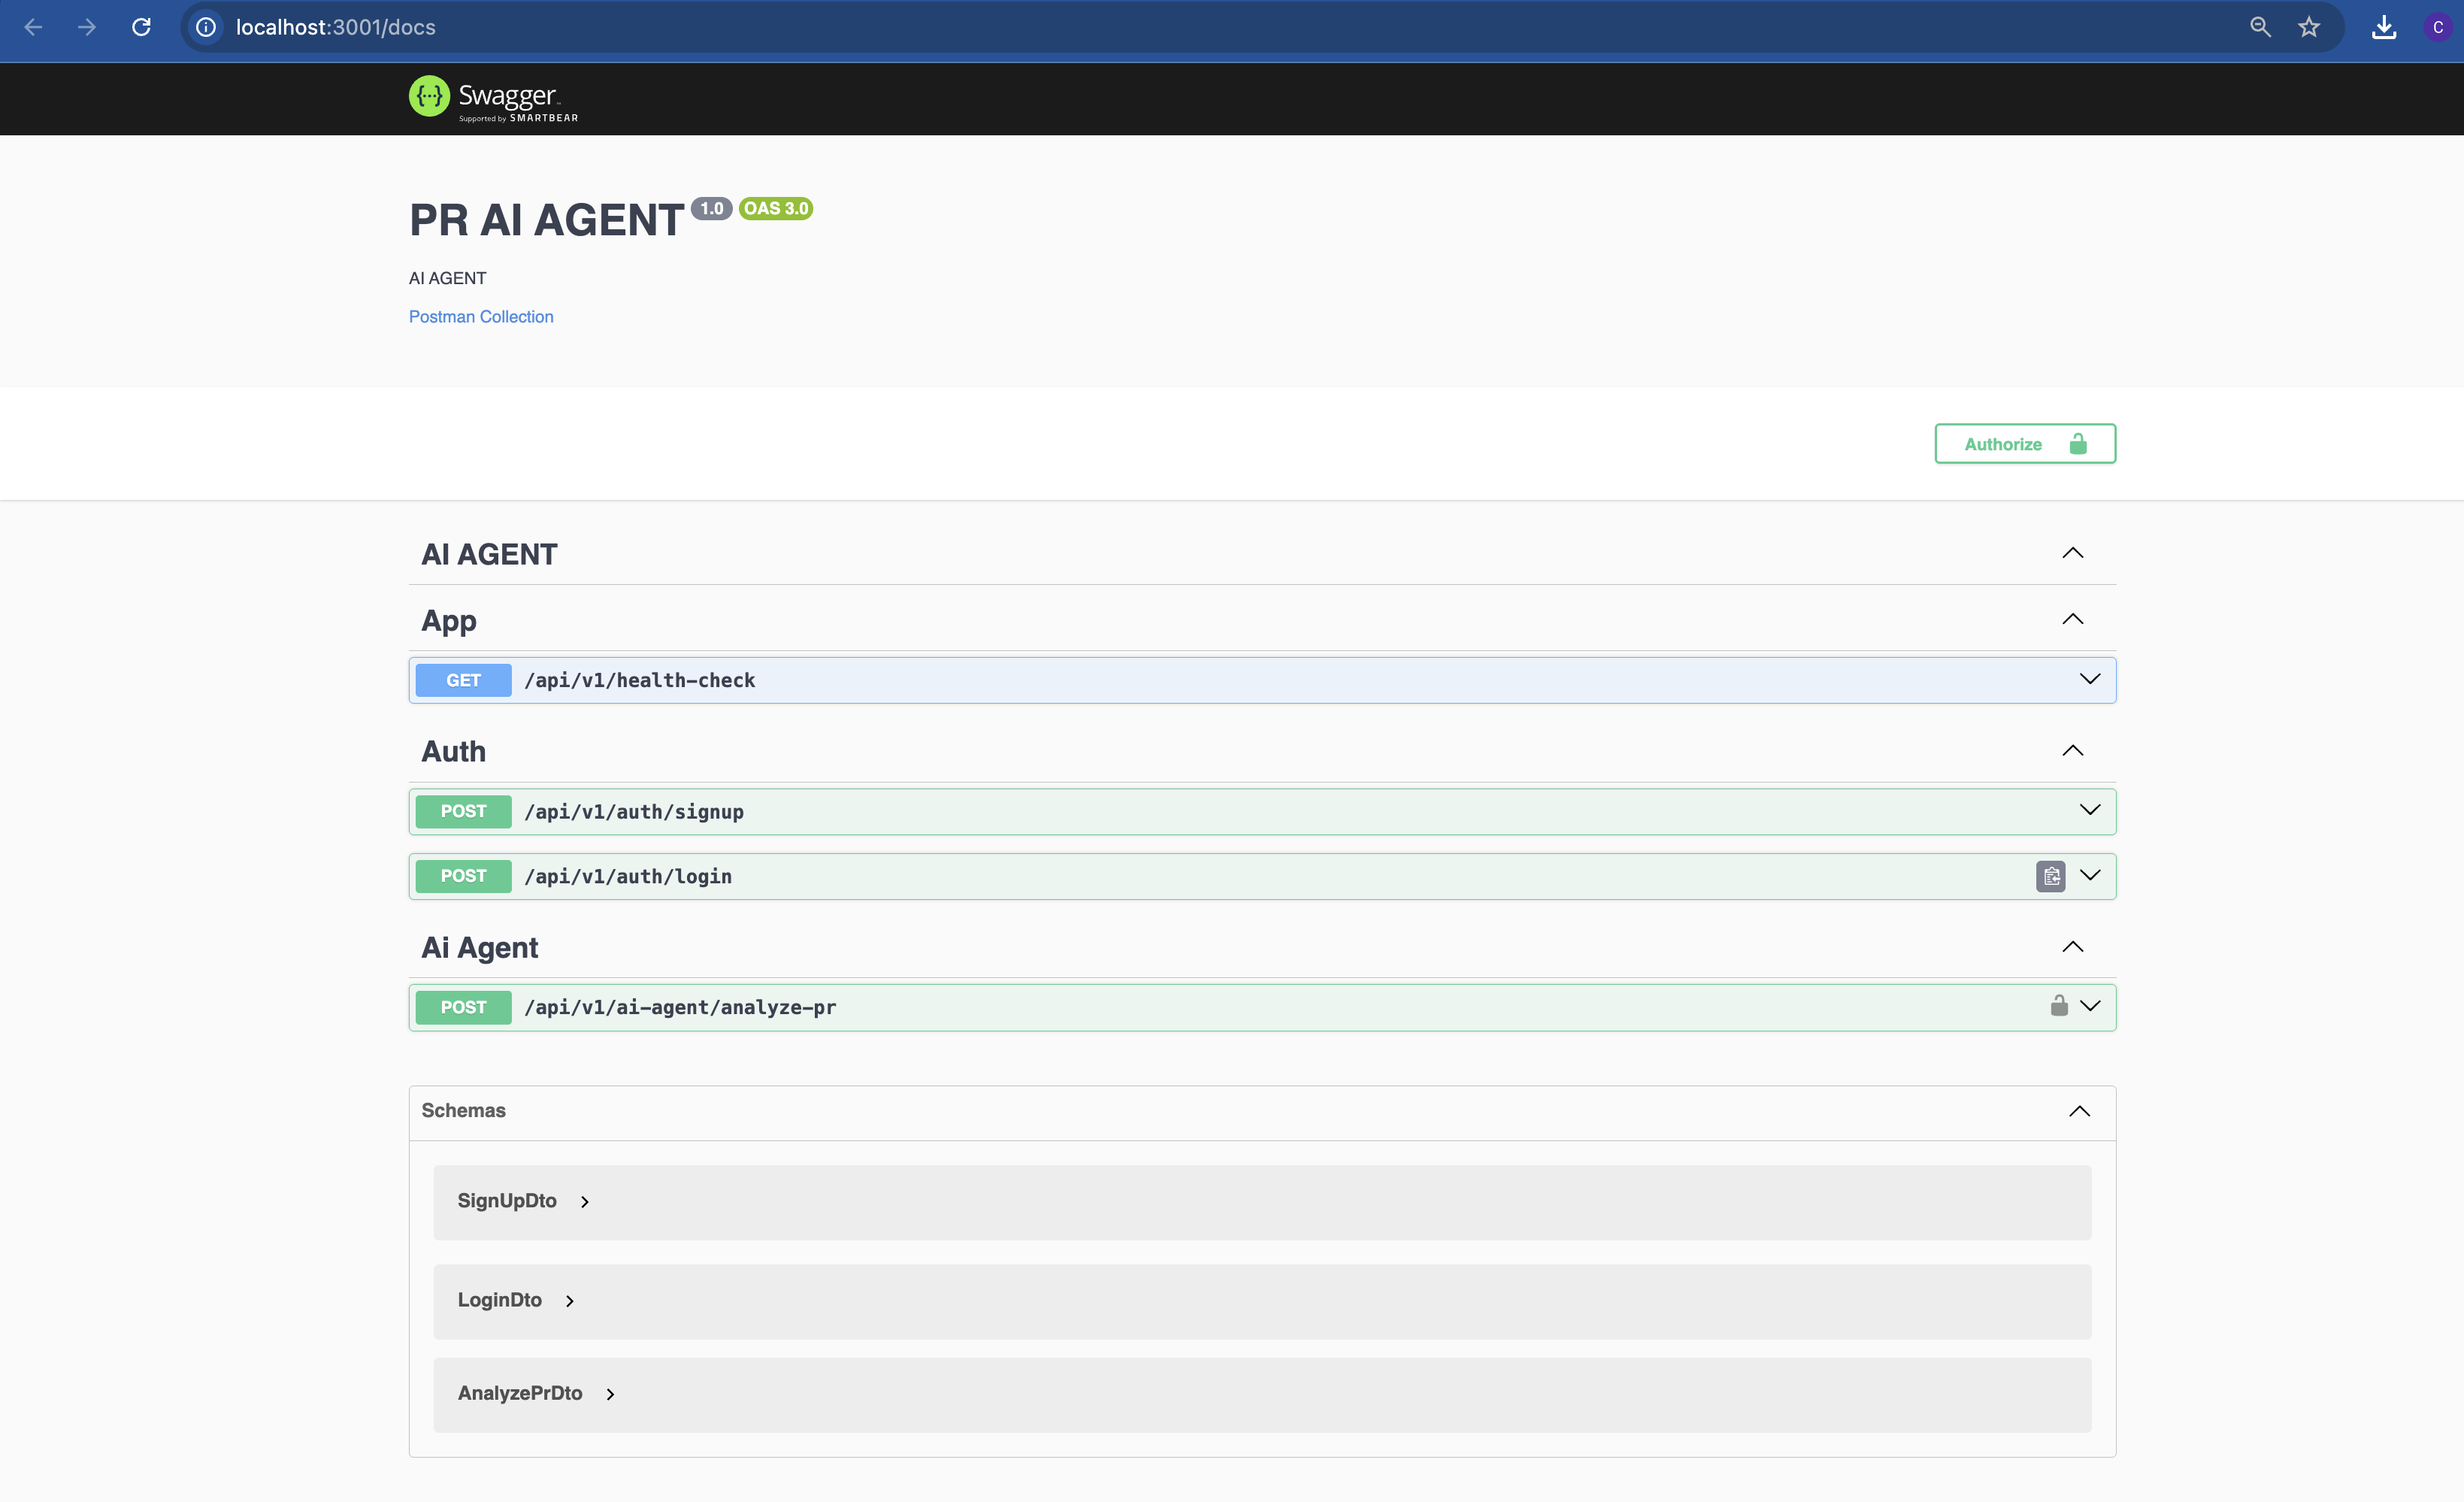 localhost:3001/docs
C
Swagger
Supported by SMARTBEAR
PR AI AGENT 1.0 OAS 3.0
AI AGENT
Postman Collection
Authorize
AI AGENT
App
GET /api/v1/health-check
Auth
POST /api/v1/auth/signup
POST /api/v1/auth/login
Ai Agent
POST /api/v1/ai-agent/analyze-pr
Schemas
SignUpDto
LoginDto
AnalyzePrDto